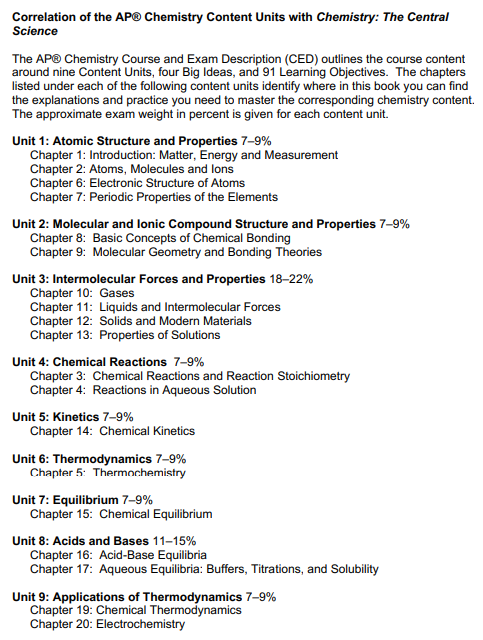 Correlation of the AP® Chemistry Content Units with Chemistry: The Central
Science
The AP® Chemistry Course and Exam Description (CED) outlines the course content
around nine Content Units, four Big Ideas, and 91 Learning Objectives. The chapters
listed under each of the following content units identify where in this book you can find
the explanations and practice you need to master the corresponding chemistry content.
The approximate exam weight in percent is given for each content unit.
Unit 1: Atomic Structure and Properties 7–9%
Chapter 1: Introduction: Matter, Energy and Measurement
Chapter 2: Atoms, Molecules and Ions
Chapter 6: Electronic Structure of Atoms
Chapter 7: Periodic Properties of the Elements
Unit 2: Molecular and Ionic Compound Structure and Properties 7–9%
Chapter 8: Basic Concepts of Chemical Bonding
Chapter 9: Molecular Geometry and Bonding Theories
Unit 3: Intermolecular Forces and Properties 18–22%
Chapter 10: Gases
Chapter 11: Liquids and Intermolecular Forces
Chapter 12: Solids and Modern Materials
Chapter 13: Properties of Solutions
Unit 4: Chemical Reactions 7–9%
Chapter 3: Chemical Reactions and Reaction Stoichiometry
Chapter 4: Reactions in Aqueous Solution
Unit 5: Kinetics 7–9%
Chapter 14: Chemical Kinetics
Unit 6: Thermodynamics 7–9%
Chapter 5: Thermochemistry
Unit 7: Equilibrium 7–9%
Chapter 15: Chemical Equilibrium
Unit 8: Acids and Bases 11–15%
Chapter 16: Acid-Base Equilibria
Chapter 17: Aqueous Equilibria: Buffers, Titrations, and Solubility
Unit 9: Applications of Thermodynamics 7–9%
Chapter 19: Chemical Thermodynamics
Chapter 20: Electrochemistry